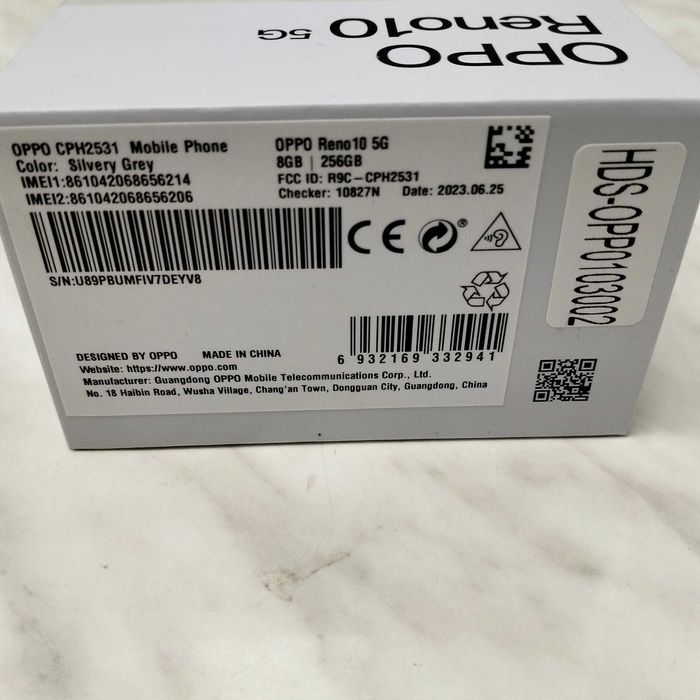 OPPO
Reno10 5G
OPPO CPH2531 Mobile Phone
Color: Silvery Grey
IMEI1:861042068656214
IMEI2:861042068656206
OPPO Reno10 5G
8GB | 256GB
FCC ID: R9C-CPH2531
Checker: 10827N Date: 2023.06.25
CE
S/N:U89PBUMFIV7DEYV8
6 932169 332941
DESIGNED BY OPPO MADE IN CHINA
Website: https://www.oppo.com
Manufacturer: Guangdong OPPO Mobile Telecommunications Corp., Ltd.
No. 18 Haibin Road, Wusha Village, Chang'an Town, Dongguan City, Guangdong, China
HDS-OPPO103002